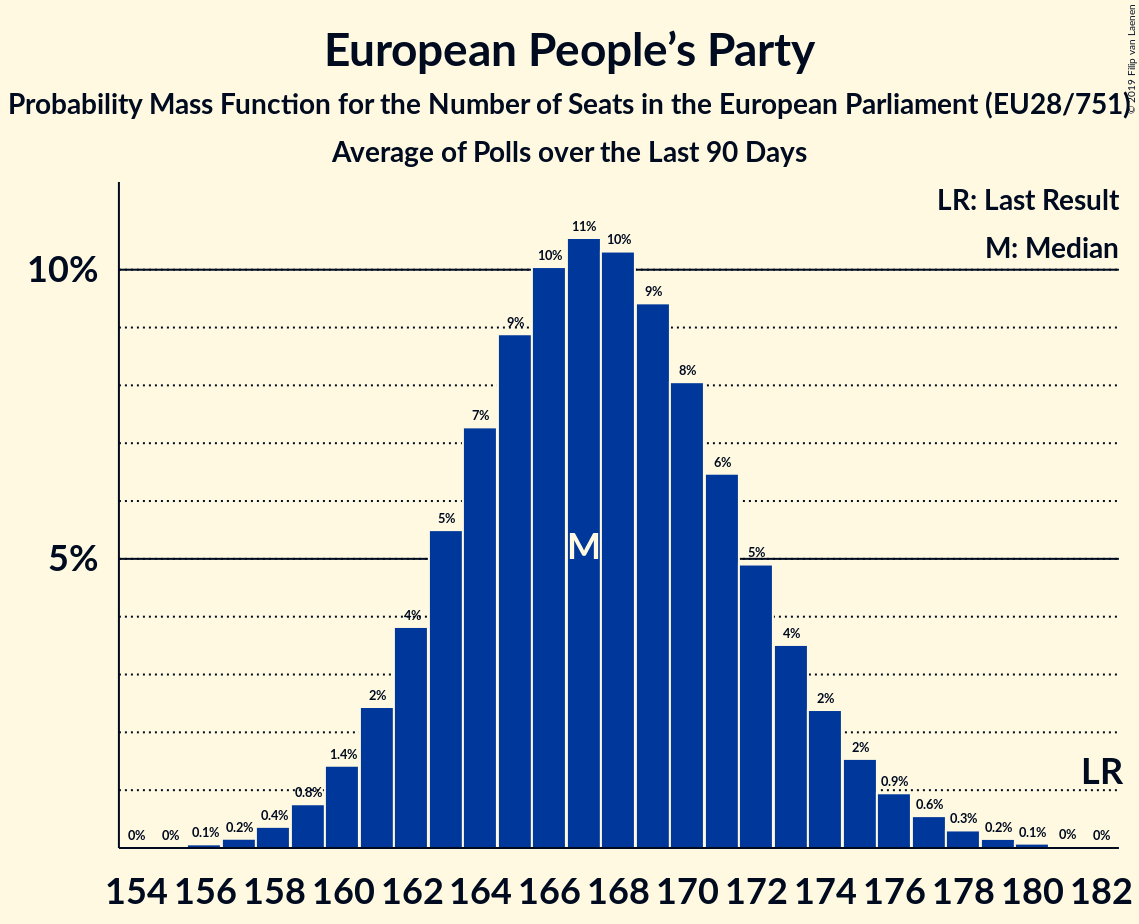 European People’s Party
Probability Mass Function for the Number of Seats in the European Parliament (EU28/751)
Average of Polls over the Last 90 Days
© 2019 Filip van Laenen
LR: Last Result
M: Median
10%
5%
0% 0% 0.1% 0.2% 0.4% 0.8% 1.4% 2% 4% 5% 7% 9% 10% 11% 10% 9% 8% 6% 5% 4% 2% 2% 0.9% 0.6% 0.3% 0.2% 0.1% 0% 0%
M
LR
154 156 158 160 162 164 166 168 170 172 174 176 178 180 182